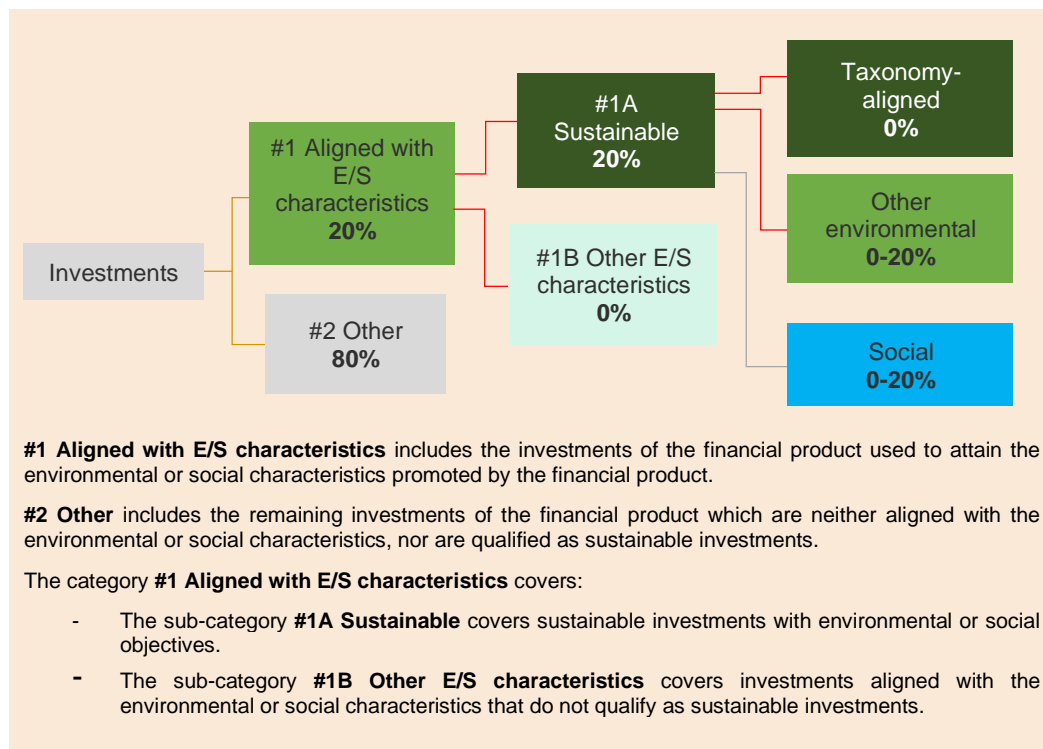 Investments
#1 Aligned with
E/S
characteristics
20%
#2 Other
80%
#1A
Sustainable
20%
#1B Other E/S
characteristics
0%
Taxonomy-
aligned
0%
Other
environmental
0-20%
Social
0-20%
#1 Aligned with E/S characteristics includes the investments of the financial product used to attain the
environmental or social characteristics promoted by the financial product.
#2 Other includes the remaining investments of the financial product which are neither aligned with the
environmental or social characteristics, nor are qualified as sustainable investments.
The category #1 Aligned with E/S characteristics covers:
- The sub-category #1A Sustainable covers sustainable investments with environmental or social
objectives.
- The sub-category #1B Other E/S characteristics covers investments aligned with the
environmental or social characteristics that do not qualify as sustainable investments.